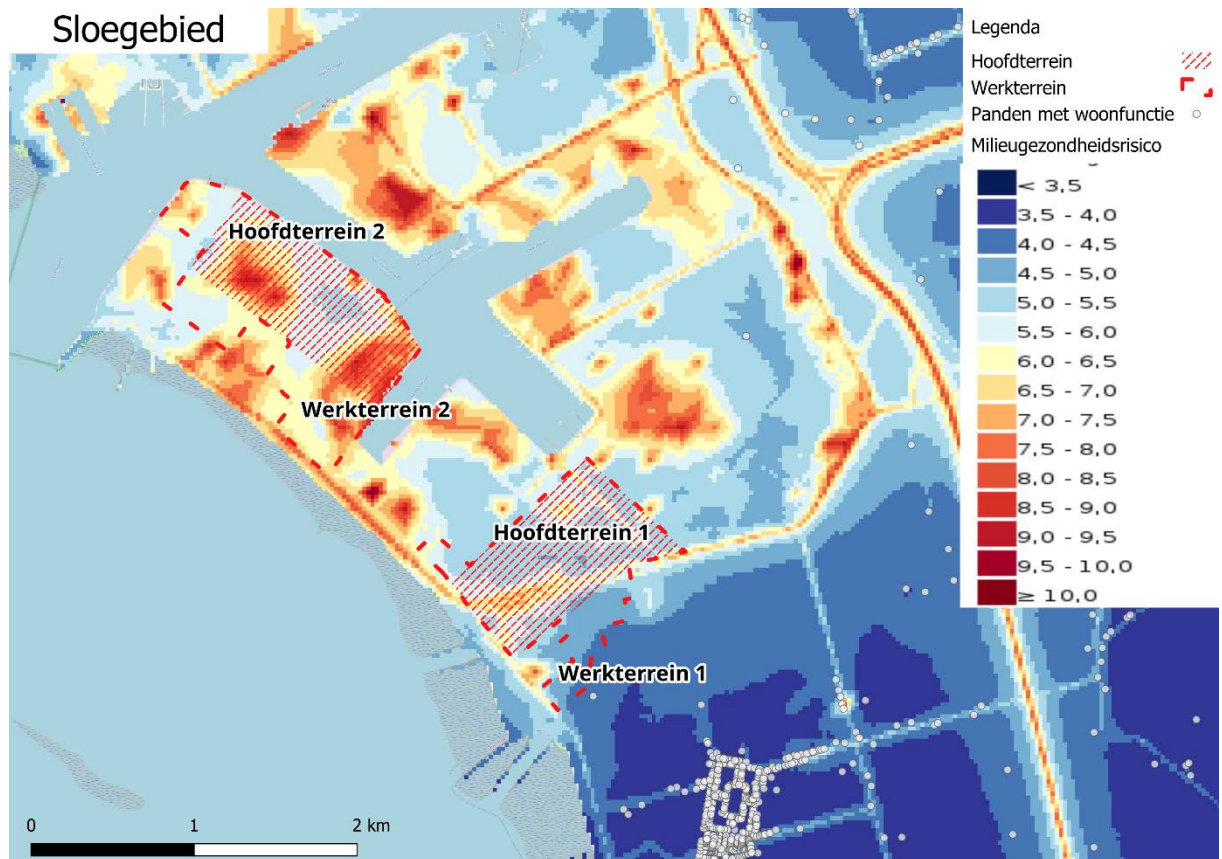 Sloegebied
Legenda
Hoofdterrein
Werkterrein
Panden met woonfunctie
Milieugezondheidsrisico
< 3,5
3,5 - 4,0
4,0 - 4,5
4,5 - 5,0
5,0 - 5,5
5,5 - 6,0
6,0 - 6,5
6,5 - 7,0
7,0 - 7,5
7,5 - 8,0
8,0 - 8,5
8,5 - 9,0
9,0 - 9,5
9,5 - 10,0
≥ 10,0
Hoofdterrein 2
Werkterrein 2
Hoofdterrein 1
Werkterrein 1
0 1 2 km